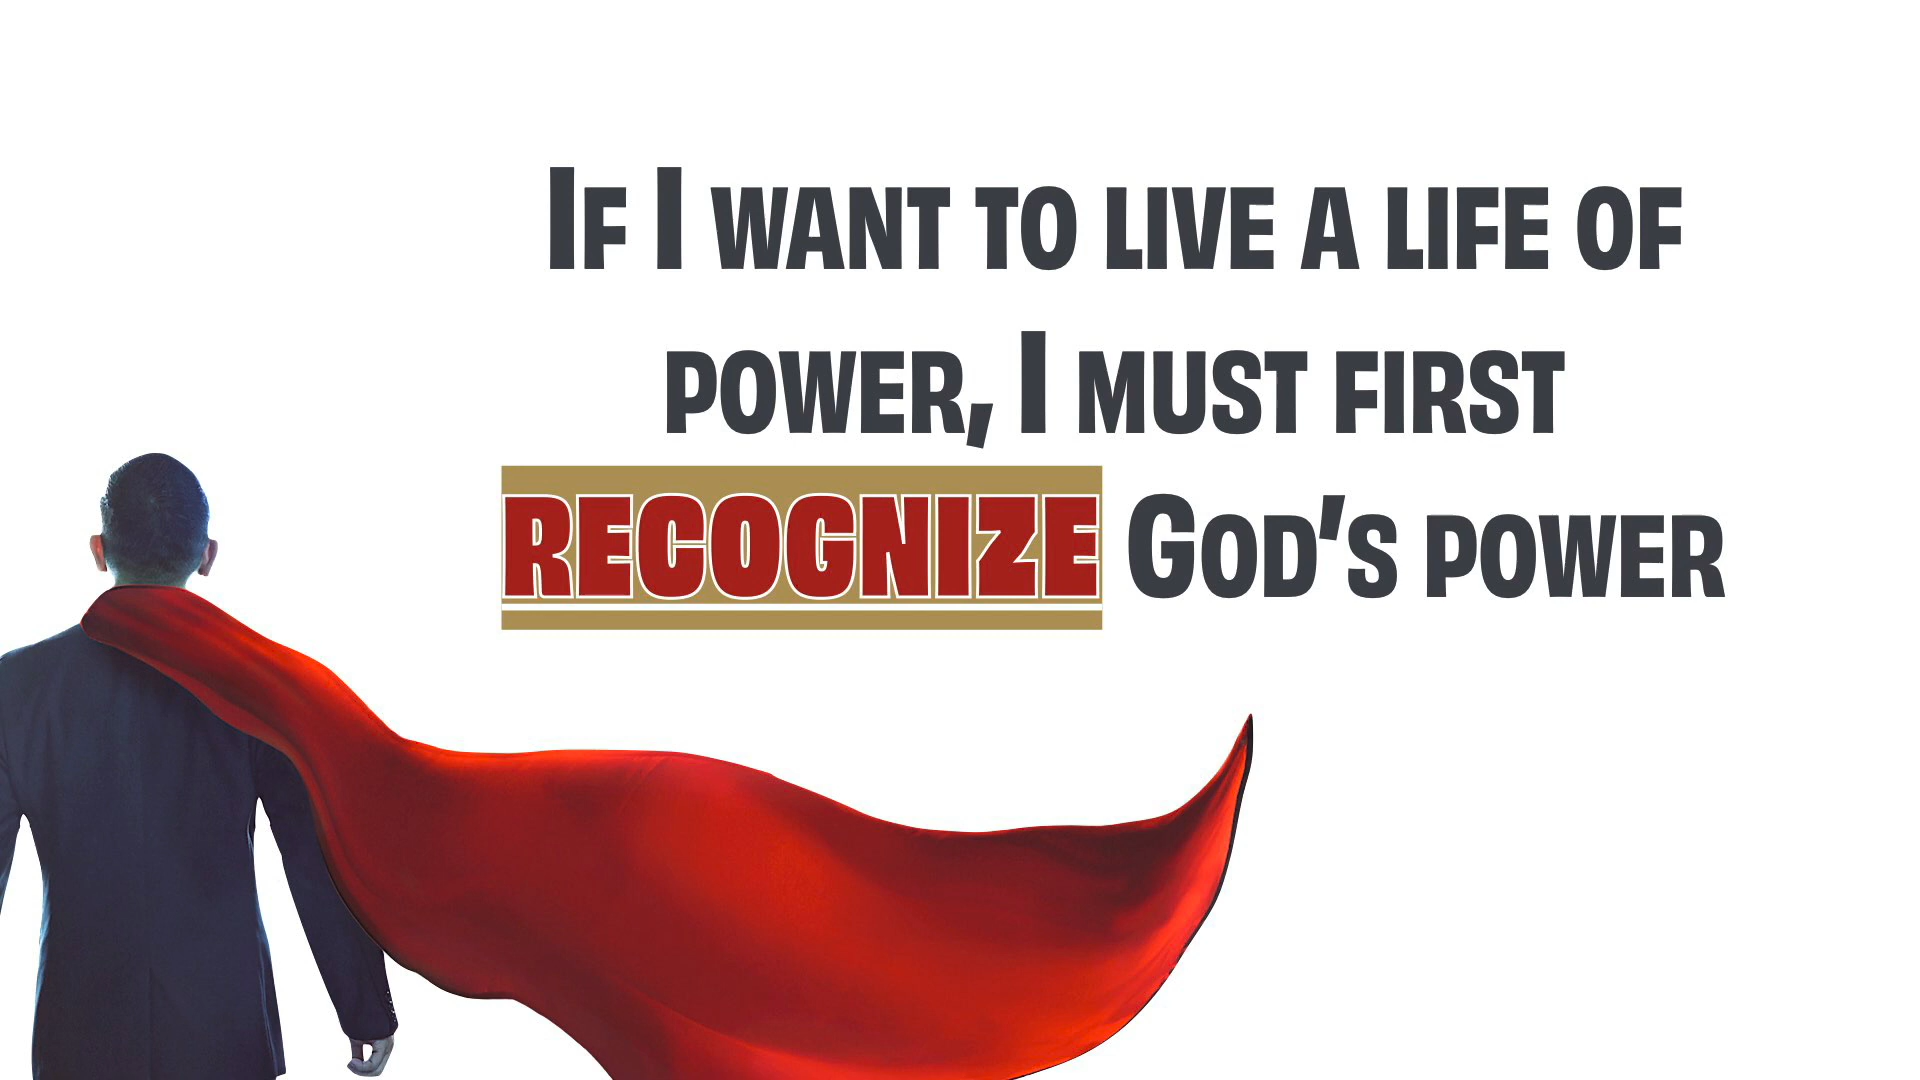 If I want to live a life of
power, I must first
RECOGNIZE God's power